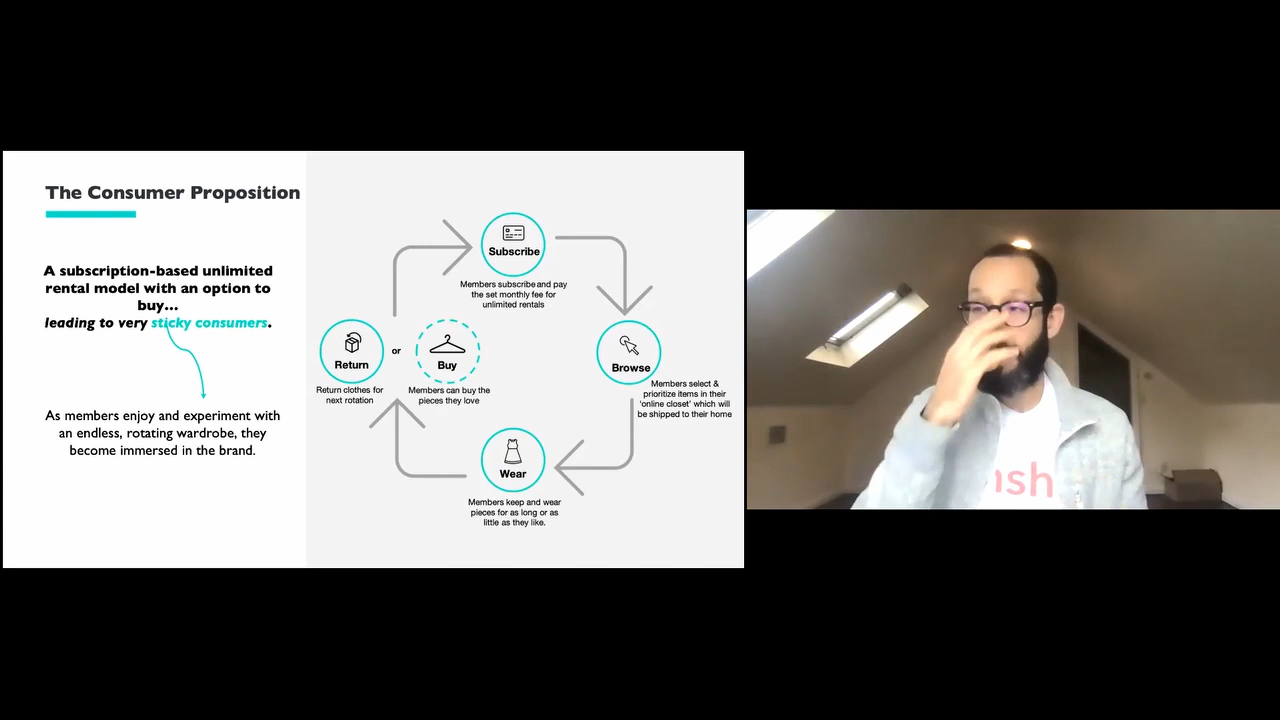 The Consumer Proposition
A subscription-based unlimited
rental model with an option to
buy...
leading to very sticky consumers.
As members enjoy and experiment with
an endless, rotating wardrobe, they
become immersed in the brand.
Subscribe
Members subscribe and pay
the set monthly fee for
unlimited rentals
Browse
Members select &
prioritize items in their
'online closet' which will
be shipped to their home
Wear
Members keep and wear
pieces for as long or as
little as they like.
Return
Return clothes for
next rotation
or
Buy
Members can buy the
pieces they love